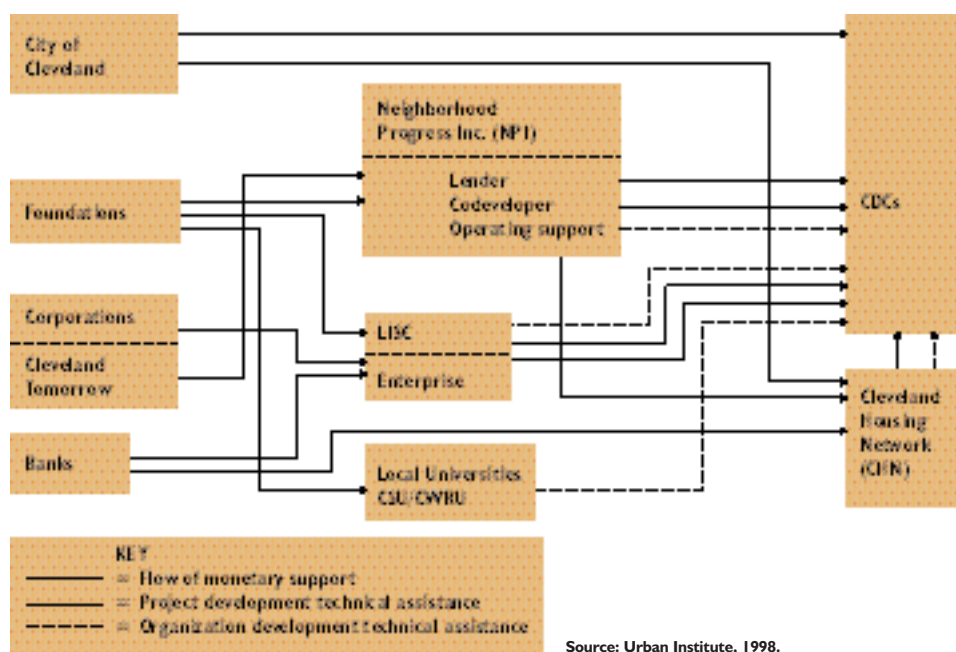 City of
Cleveland
Neighborhood
Progress Inc. (NPI)
Lender
Codeveloper
Operating support
Foundations
CDCs
Corporations
Cleveland
Tomorrow
LISC
Enterprise
Banks
Local Universities
CSU/CWRU
Cleveland
Housing
Network
(CHN)
KEY
= Flow of monetary support
= Project development technical assistance
= Organization development technical assistance
Source: Urban Institute, 1998.